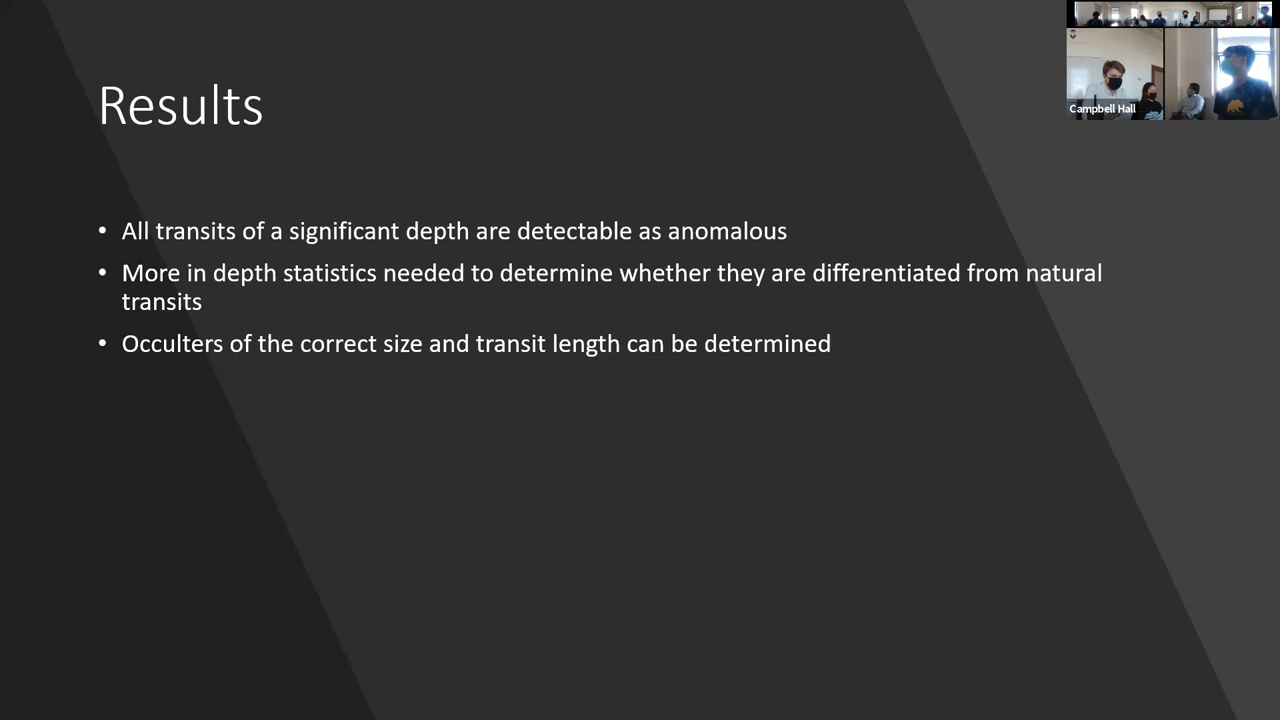 Results
• All transits of a significant depth are detectable as anomalous
• More in depth statistics needed to determine whether they are differentiated from natural
transits
• Occulters of the correct size and transit length can be determined
Campbell Hall